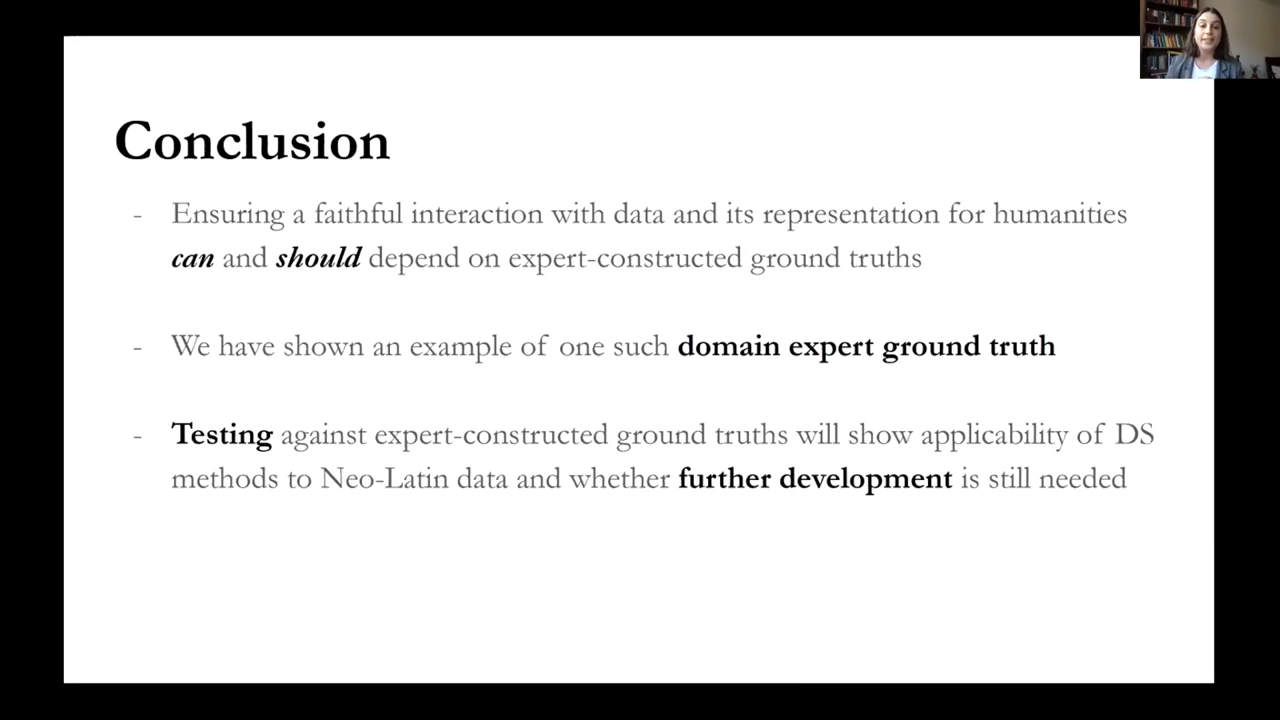 Conclusion
- Ensuring a faithful interaction with data and its representation for humanities
can and should depend on expert-constructed ground truths
- We have shown an example of one such domain expert ground truth
- Testing against expert-constructed ground truths will show applicability of DS
methods to Neo-Latin data and whether further development is still needed